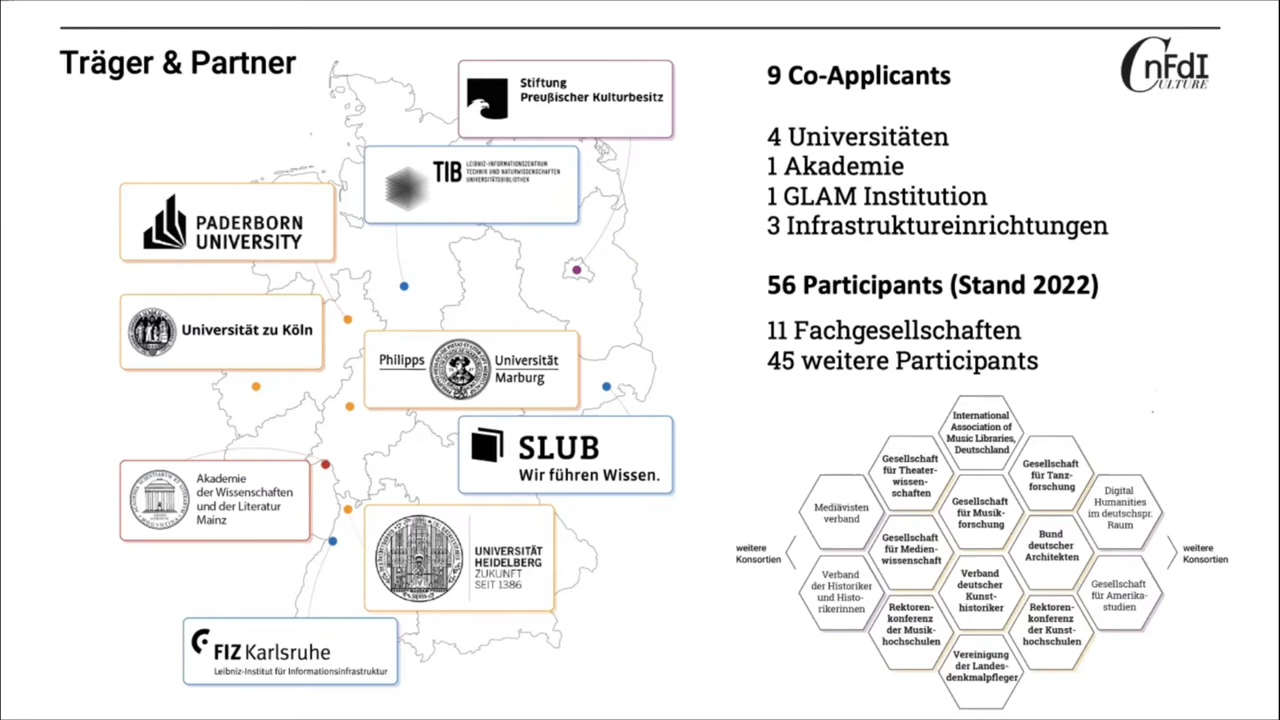 Träger & Partner
Stiftung
Preußischer Kulturbesitz
TIB
LEIBNIZ-INFORMATIONSZENTRUM
TECHNIK UND NATURWISSENSCHAFTEN
UNIVERSITÄTSBIBLIOTHEK
PADERBORN
UNIVERSITY
Universität zu Köln
Philipps
Universität
Marburg
SLUB
Wir führen Wissen.
Akademie
der Wissenschaften
und der Literatur
Mainz
UNIVERSITÄT
HEIDELBERG
ZUKUNFT
SEIT 1386
FIZ Karlsruhe
Leibniz-Institut für Informationsinfrastruktur
nFdI
CULTURE
9 Co-Applicants
4 Universitäten
1 Akademie
1 GLAM Institution
3 Infrastruktureinrichtungen
56 Participants (Stand 2022)
11 Fachgesellschaften
45 weitere Participants
International
Association of
Music Libraries,
Deutschland
Gesellschaft
für Theater-
wissen-
schaften
Gesellschaft
für Tanz-
forschung
Mediävisten
verband
Gesellschaft
für Musik-
forschung
Digital
Humanities
im deutschspr.
Raum
Gesellschaft
für Medien-
wissenschaft
Bund
deutscher
Architekten
weitere
Konsortien
weitere
Konsortien
Verband
der Historiker
und Histo-
rikerinnen
Verband
deutscher
Kunst-
historiker
Gesellschaft
für Amerika-
studien
Rektoren-
konferenz
der Musik-
hochschulen
Rektoren-
konferenz
der Kunst-
hochschulen
Vereinigung
der Landes-
denkmalpfleger